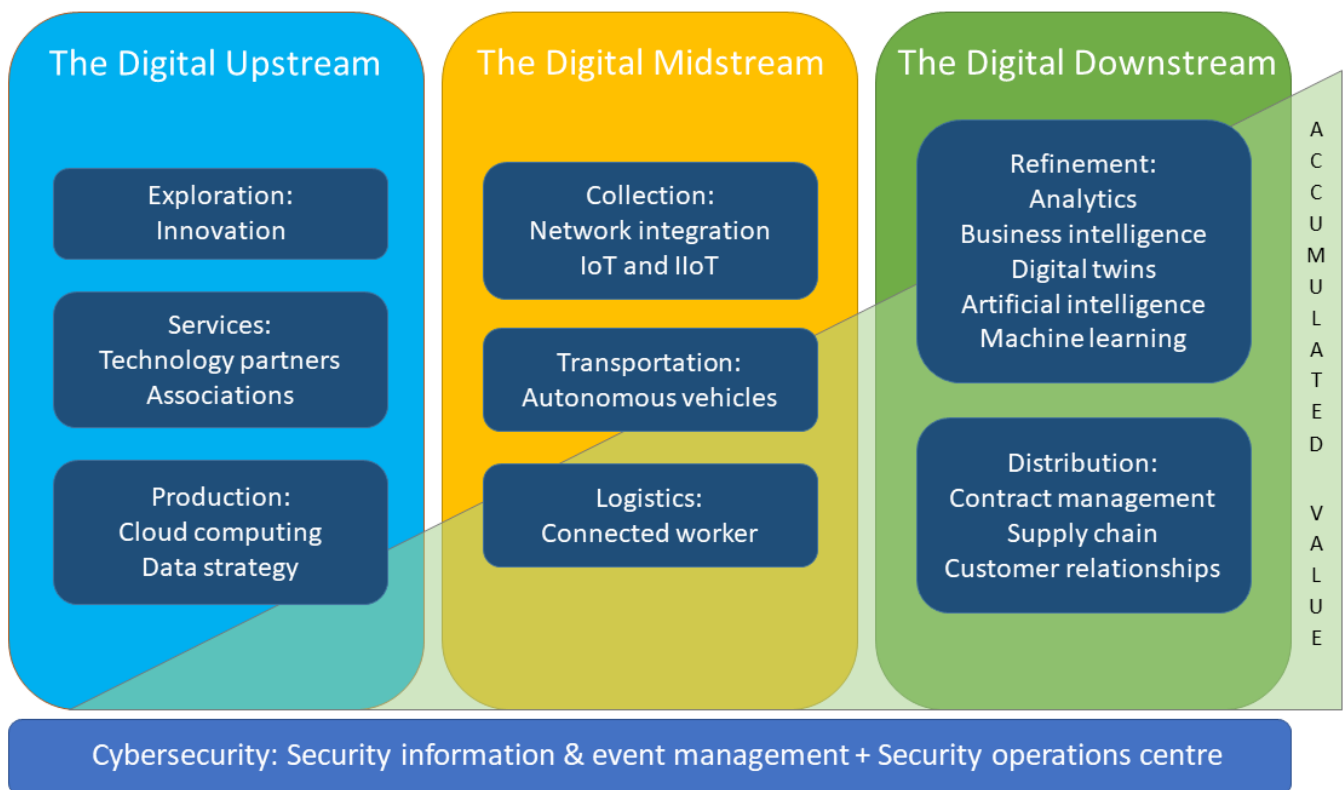 The Digital Upstream
Exploration:
Innovation
Services:
Technology partners
Associations
Production:
Cloud computing
Data strategy
The Digital Midstream
Collection:
Network integration
IoT and IIoT
Transportation:
Autonomous vehicles
Logistics:
Connected worker
The Digital Downstream
Refinement:
Analytics
Business intelligence
Digital twins
Artificial intelligence
Machine learning
Distribution:
Contract management
Supply chain
Customer relationships
ACCUMULATED VALUE
Cybersecurity: Security information & event management + Security operations centre